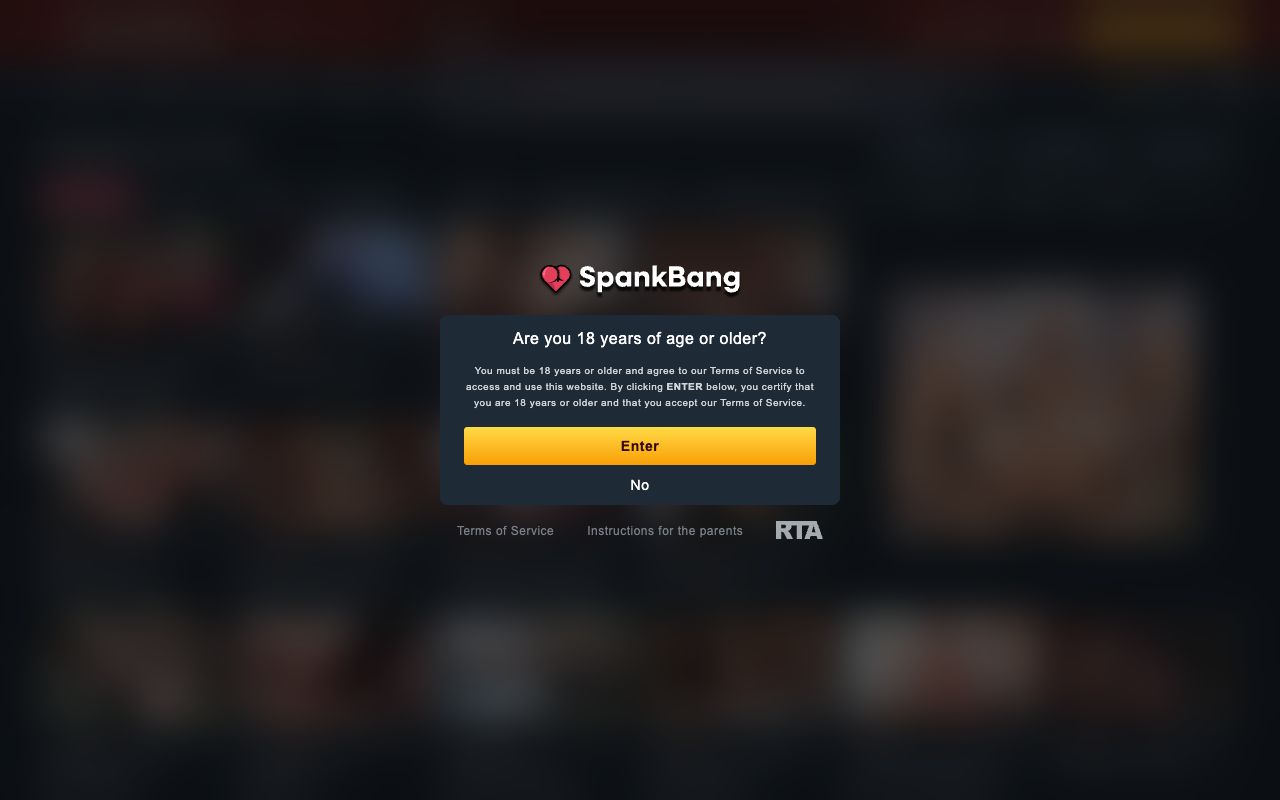 SpankBang
Are you 18 years of age or older?
You must be 18 years or older and agree to our Terms of Service to
access and use this website. By clicking ENTER below, you certify that
you are 18 years or older and that you accept our Terms of Service.
Enter
No
Terms of Service Instructions for the parents RTA